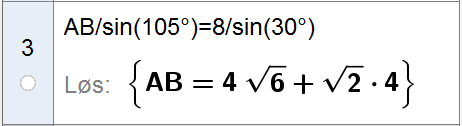 3
AB/sin(105°)=8/sin(30°)
Løs: {AB = 4 √6 + √2 · 4}